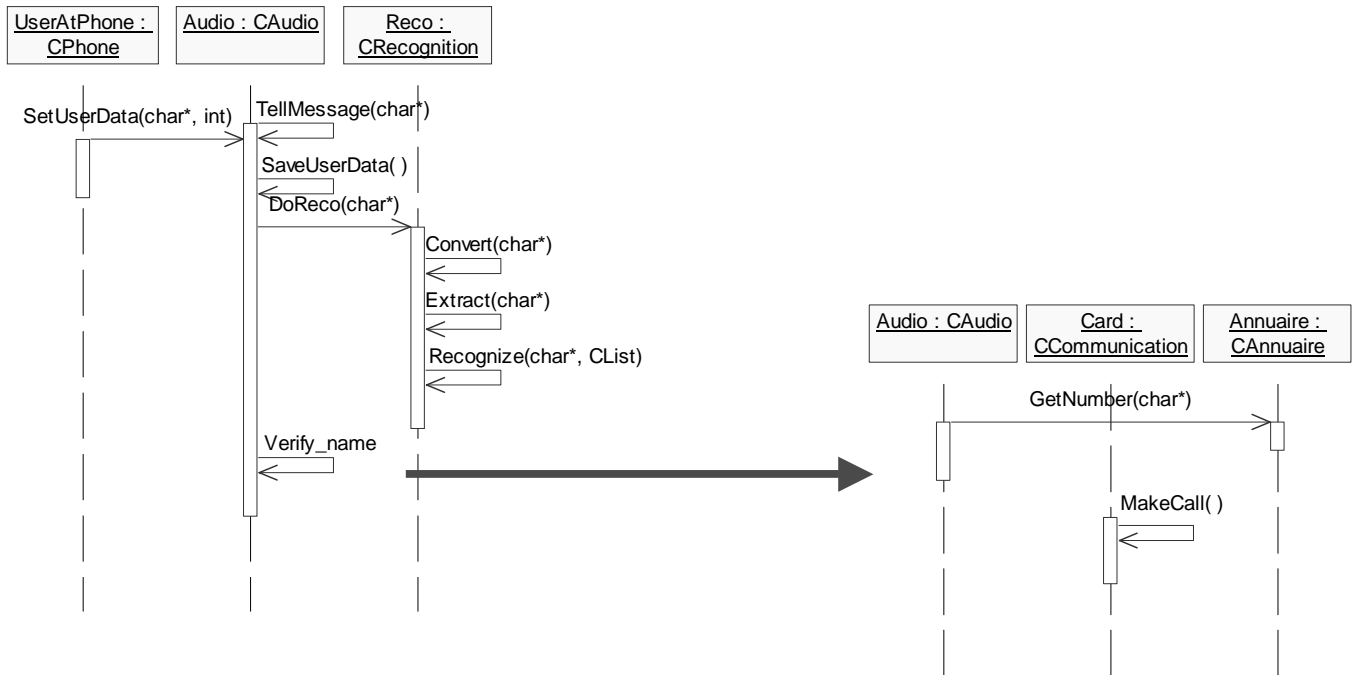 UserAtPhone :
CPhone
Audio : CAudio
Reco :
CRecognition
SetUserData(char*, int)
TellMessage(char*)
SaveUserData( )
DoReco(char*)
Convert(char*)
Extract(char*)
Recognize(char*, CList)
Verify_name
Audio : CAudio
Card :
CCommunication
Annuaire :
CAnnuaire
GetNumber(char*)
MakeCall( )